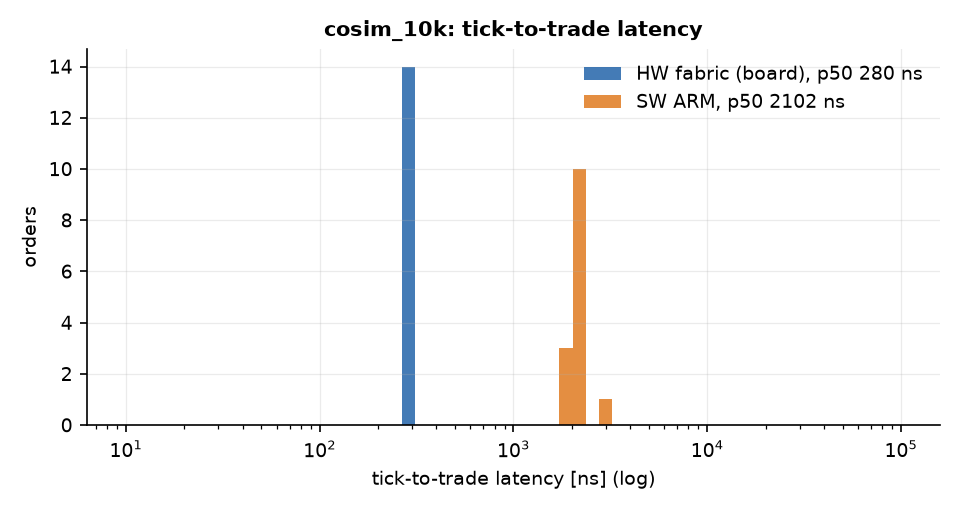 cosim_10k: tick-to-trade latency
HW fabric (board), p50 280 ns
SW ARM, p50 2102 ns
orders
14
12
10
8
6
4
2
0
10¹ 10² 10³ 10⁴ 10⁵
tick-to-trade latency [ns] (log)